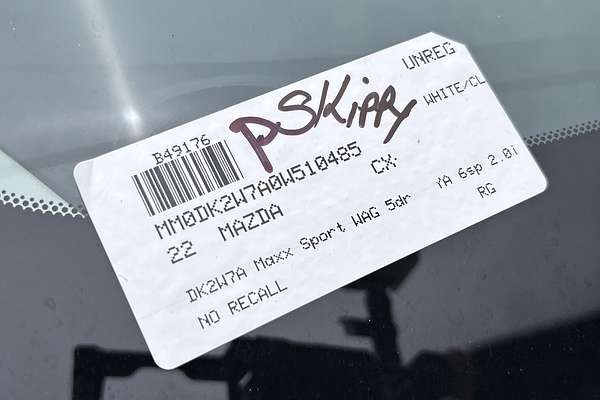 UNREG
PSKippy
WHITE/CL
B49176
MM0DK2W7A0W510485
22 MAZDA CX-
DK2W7A Maxx Sport WAG 5dr YA 6sp 2.0i
NO RECALL RG